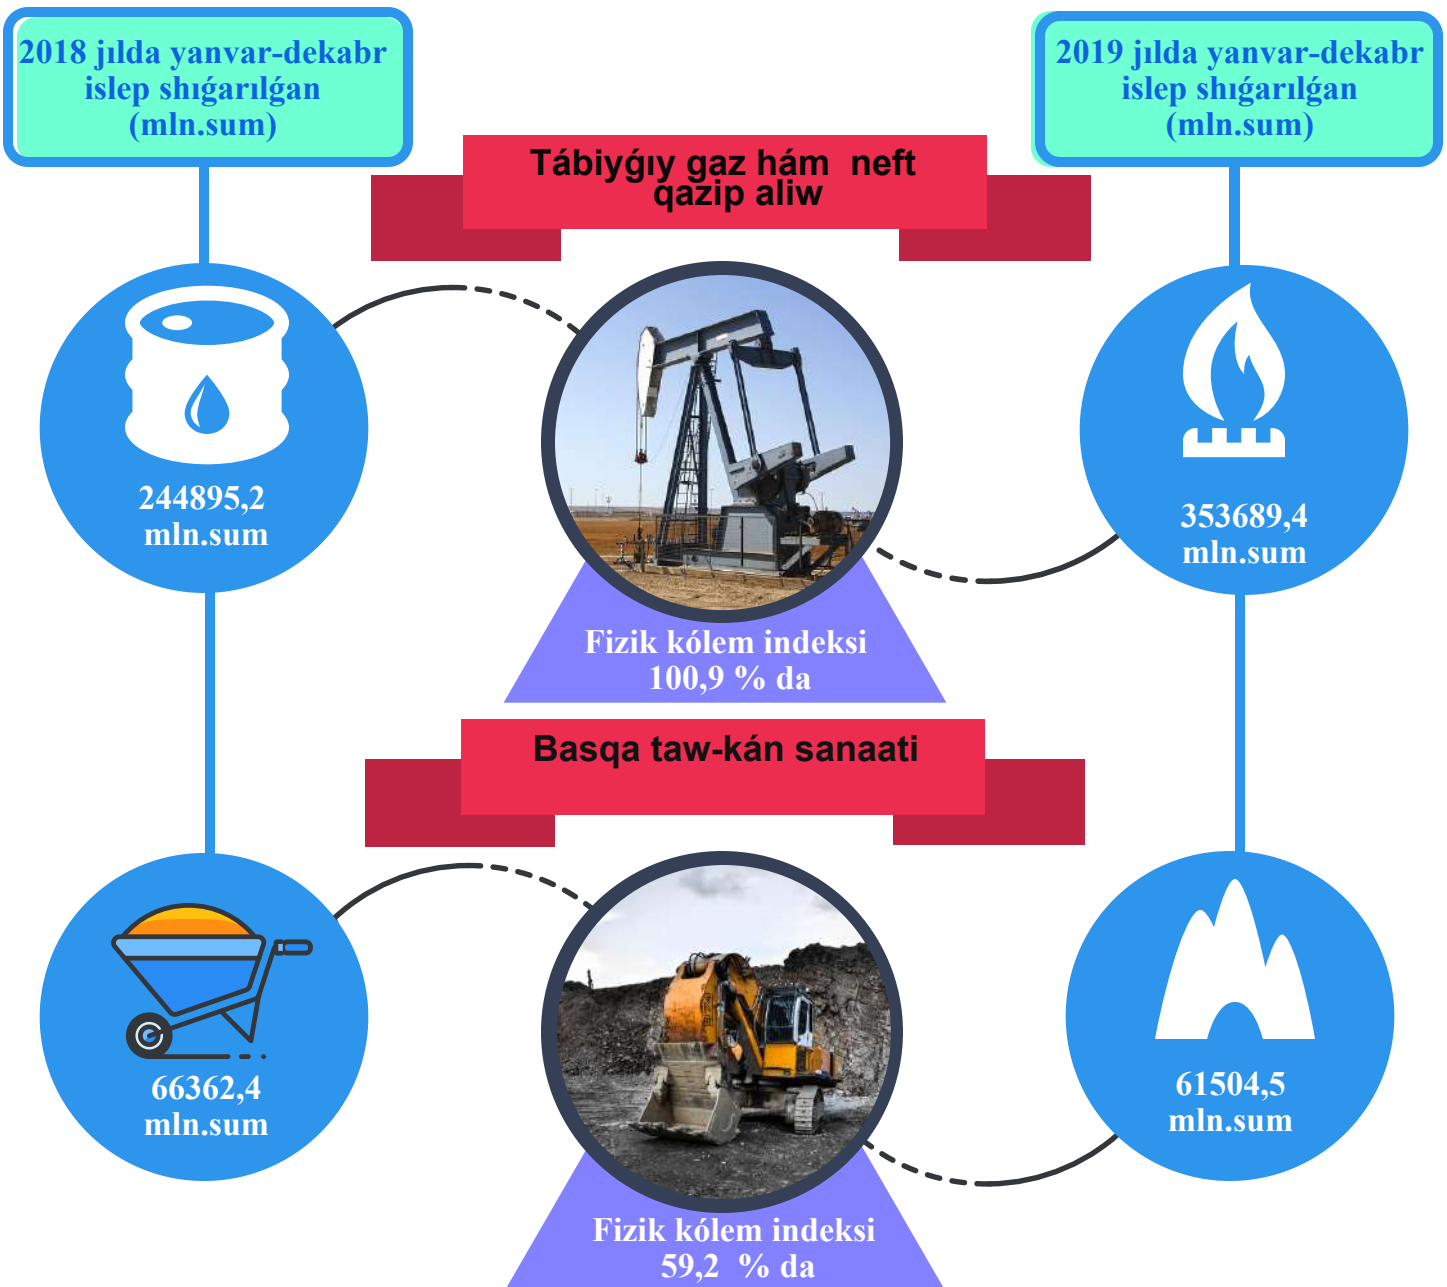 2018 jılda yanvar-dekabr
islep shıǵarılǵan
(mln.sum)
2019 jılda yanvar-dekabr
islep shıǵarılǵan
(mln.sum)
Tábiyǵıy gaz hám neft
qazip aliw
244895,2
mln.sum
353689,4
mln.sum
Fizik kólem indeksi
100,9 % da
Basqa taw-kán sanaati
66362,4
mln.sum
61504,5
mln.sum
Fizik kólem indeksi
59,2 % da